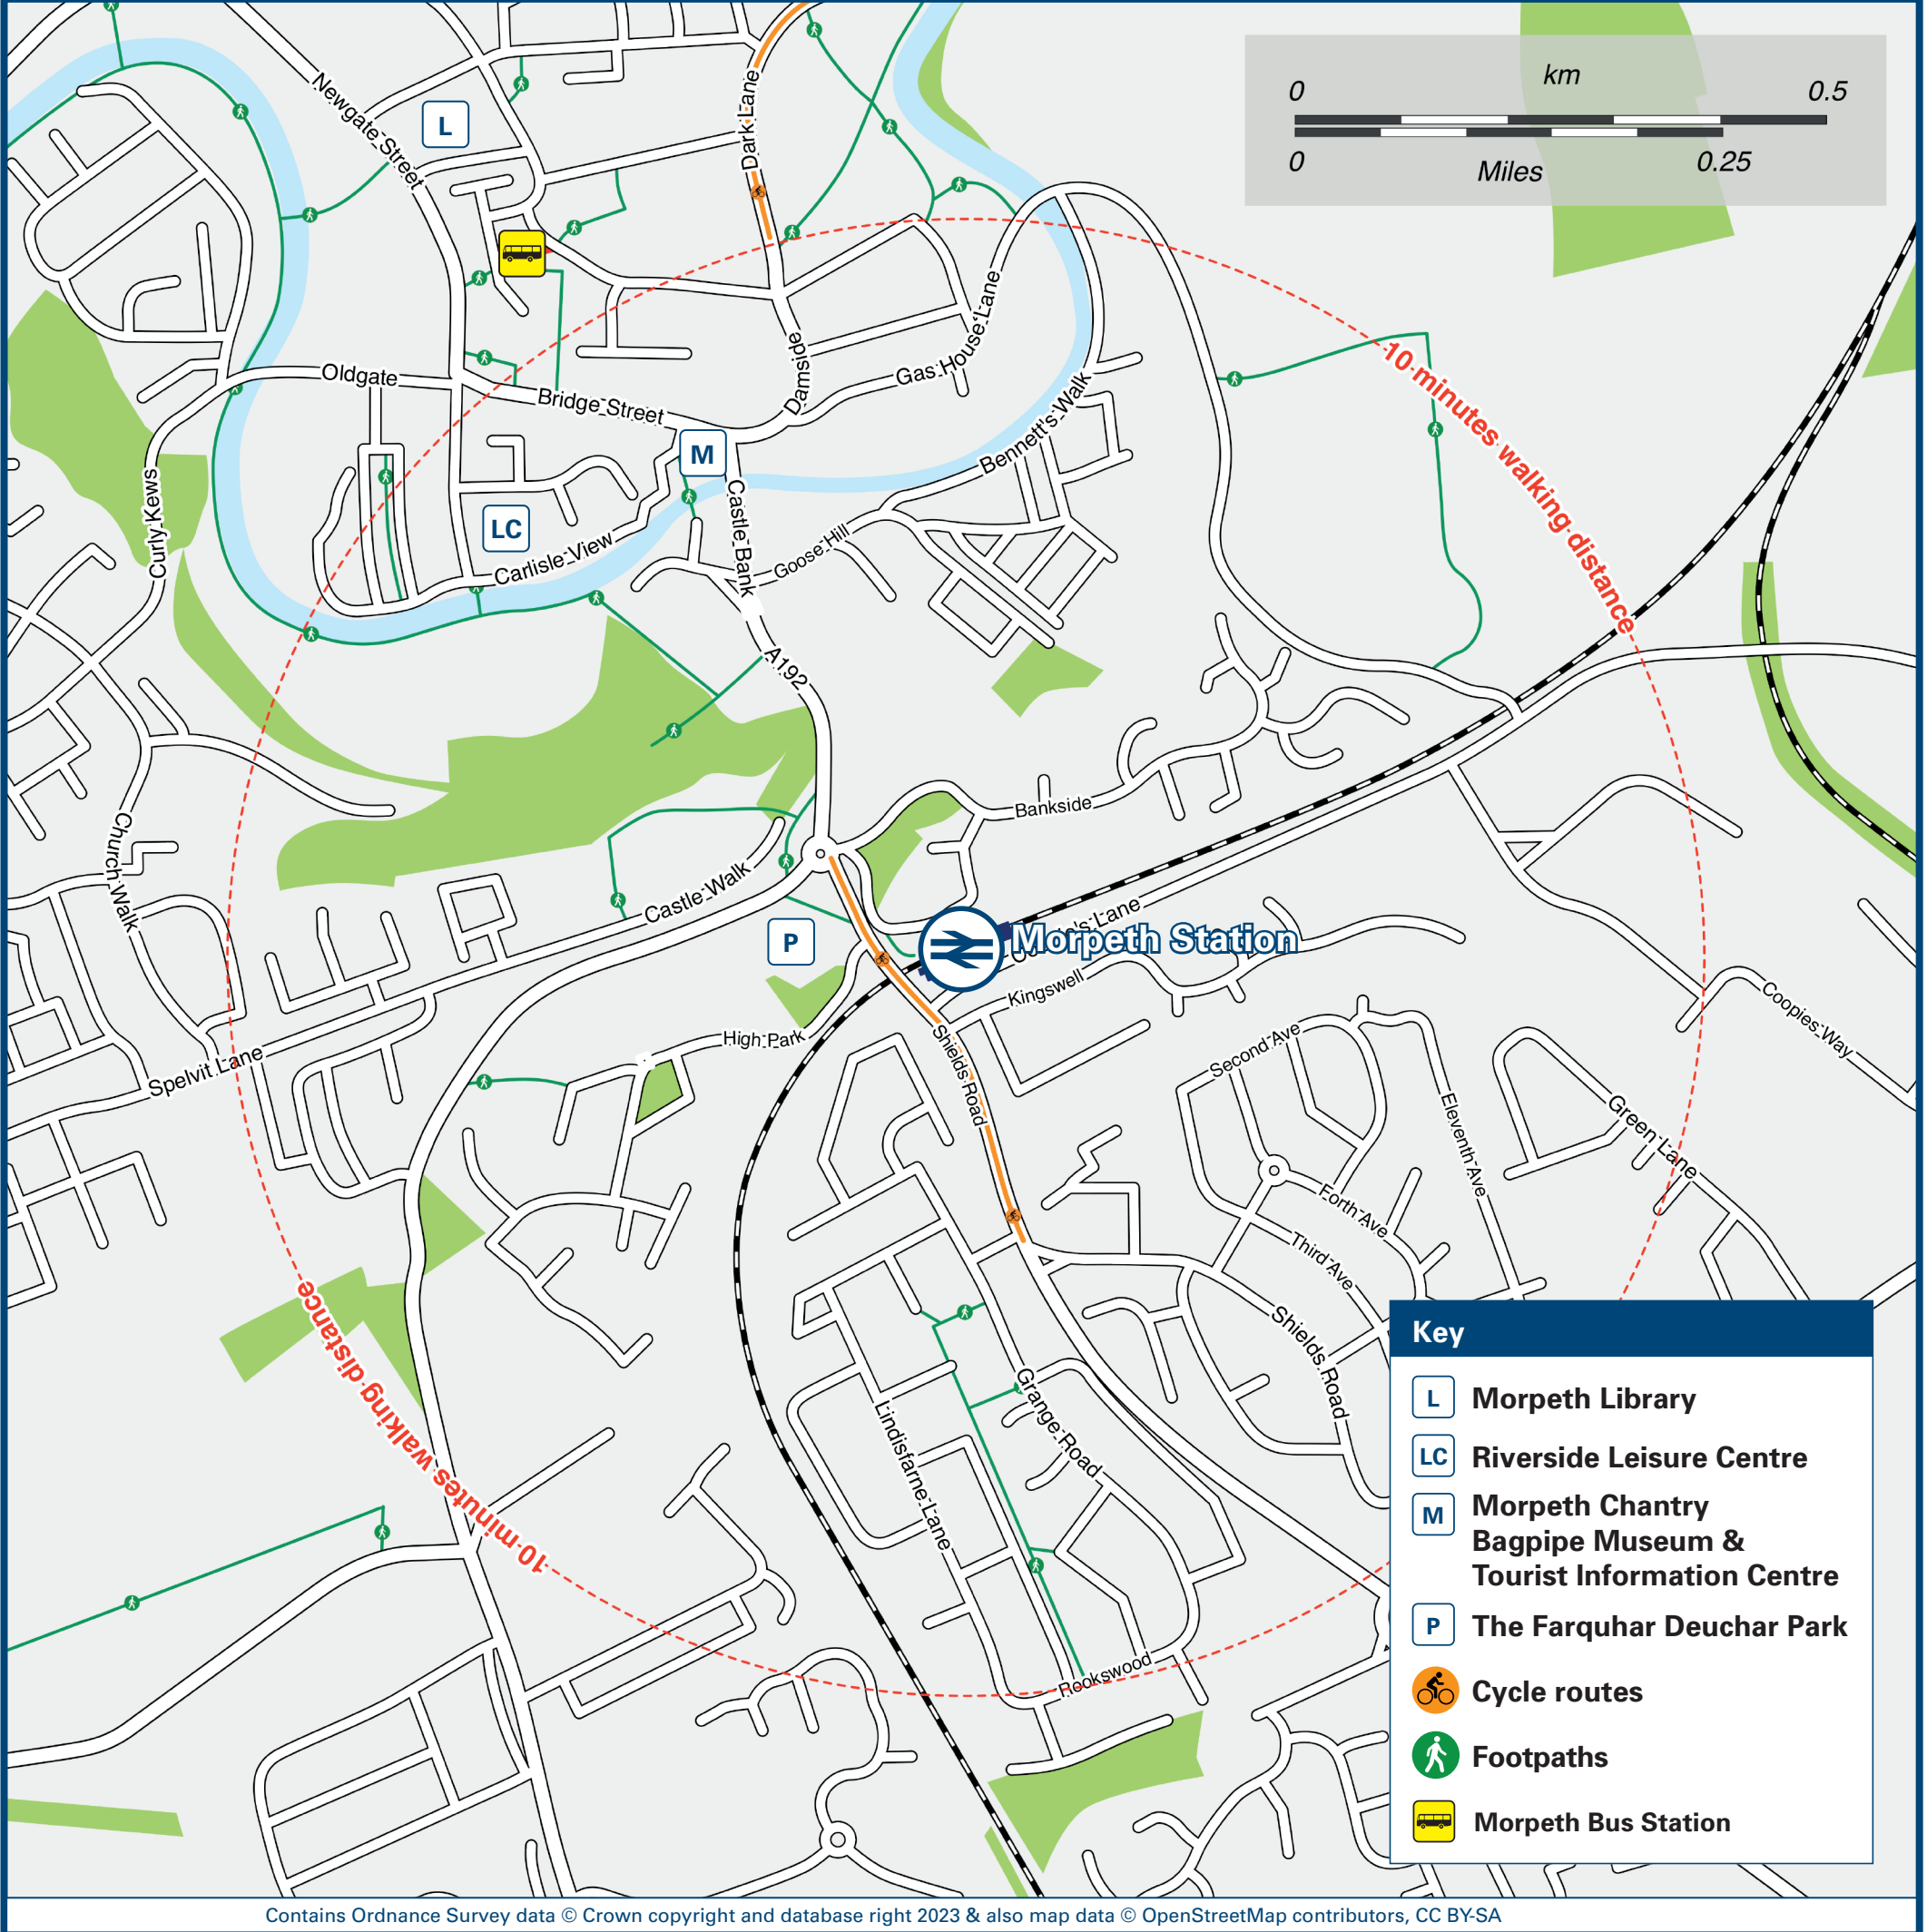 km
0
0.5
0
0.25
Miles
Newgate Street
L
Dark Lane
Oldgate
Bridge Street
Damside
Gas House Lane
10 minutes walking distance
M
Bennett's Walk
Curly Kews
LC
Carlisle View
Castle Bank
Goose Hill
A192
Bankside
Church Walk
Castle Walk
P
Morpeth Station
Lane
Kingswell
High Park
Spelvit Lane
Shields Road
Second Ave
Coopies Way
Eleventh Ave
Green Lane
Forth Ave
Third Ave
Shields Road
10 minutes walking distance
Grange Road
Lindisfarne Lane
Rookswood
Key
L Morpeth Library
LC Riverside Leisure Centre
M Morpeth Chantry
Bagpipe Museum &
Tourist Information Centre
P The Farquhar Deuchar Park
Cycle routes
Footpaths
Morpeth Bus Station
Contains Ordnance Survey data © Crown copyright and database right 2023 & also map data © OpenStreetMap contributors, CC BY-SA